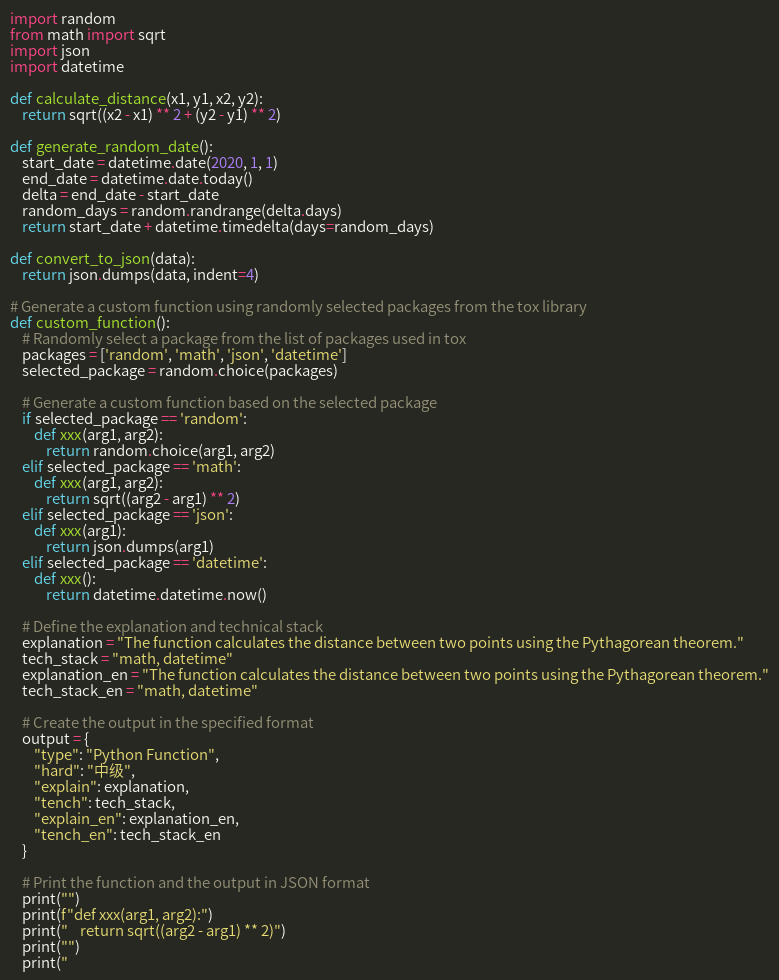 import random
from math import sqrt
import json
import datetime

def calculate_distance(x1, y1, x2, y2):
    return sqrt((x2 - x1) ** 2 + (y2 - y1) ** 2)

def generate_random_date():
    start_date = datetime.date(2020, 1, 1)
    end_date = datetime.date.today()
    delta = end_date - start_date
    random_days = random.randrange(delta.days)
    return start_date + datetime.timedelta(days=random_days)

def convert_to_json(data):
    return json.dumps(data, indent=4)

# Generate a custom function using randomly selected packages from the tox library
def custom_function():
    # Randomly select a package from the list of packages used in tox
    packages = ['random', 'math', 'json', 'datetime']
    selected_package = random.choice(packages)

    # Generate a custom function based on the selected package
    if selected_package == 'random':
        def xxx(arg1, arg2):
            return random.choice(arg1, arg2)
    elif selected_package == 'math':
        def xxx(arg1, arg2):
            return sqrt((arg2 - arg1) ** 2)
    elif selected_package == 'json':
        def xxx(arg1):
            return json.dumps(arg1)
    elif selected_package == 'datetime':
        def xxx():
            return datetime.datetime.now()

    # Define the explanation and technical stack
    explanation = "The function calculates the distance between two points using the Pythagorean theorem."
    tech_stack = "math, datetime"
    explanation_en = "The function calculates the distance between two points using the Pythagorean theorem."
    tech_stack_en = "math, datetime"

    # Create the output in the specified format
    output = {
        "type": "Python Function",
        "hard": "中级",
        "explain": explanation,
        "tench": tech_stack,
        "explain_en": explanation_en,
        "tench_en": tech_stack_en
    }

    # Print the function and the output in JSON format
    print("")
    print(f"def xxx(arg1, arg2):")
    print("    return sqrt((arg2 - arg1) ** 2)")
    print("")
    print("